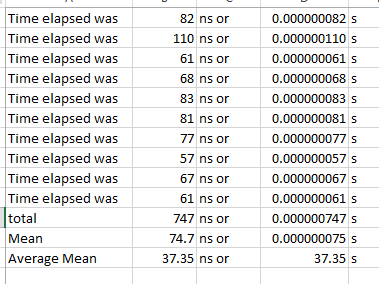 Time elapsed was 82 ns or 0.000000082 s
Time elapsed was 110 ns or 0.000000110 s
Time elapsed was 61 ns or 0.000000061 s
Time elapsed was 68 ns or 0.000000068 s
Time elapsed was 83 ns or 0.000000083 s
Time elapsed was 81 ns or 0.000000081 s
Time elapsed was 77 ns or 0.000000077 s
Time elapsed was 57 ns or 0.000000057 s
Time elapsed was 67 ns or 0.000000067 s
Time elapsed was 61 ns or 0.000000061 s
total 747 ns or 0.000000747 s
Mean 74.7 ns or 0.000000075 s
Average Mean 37.35 ns or 37.35 s